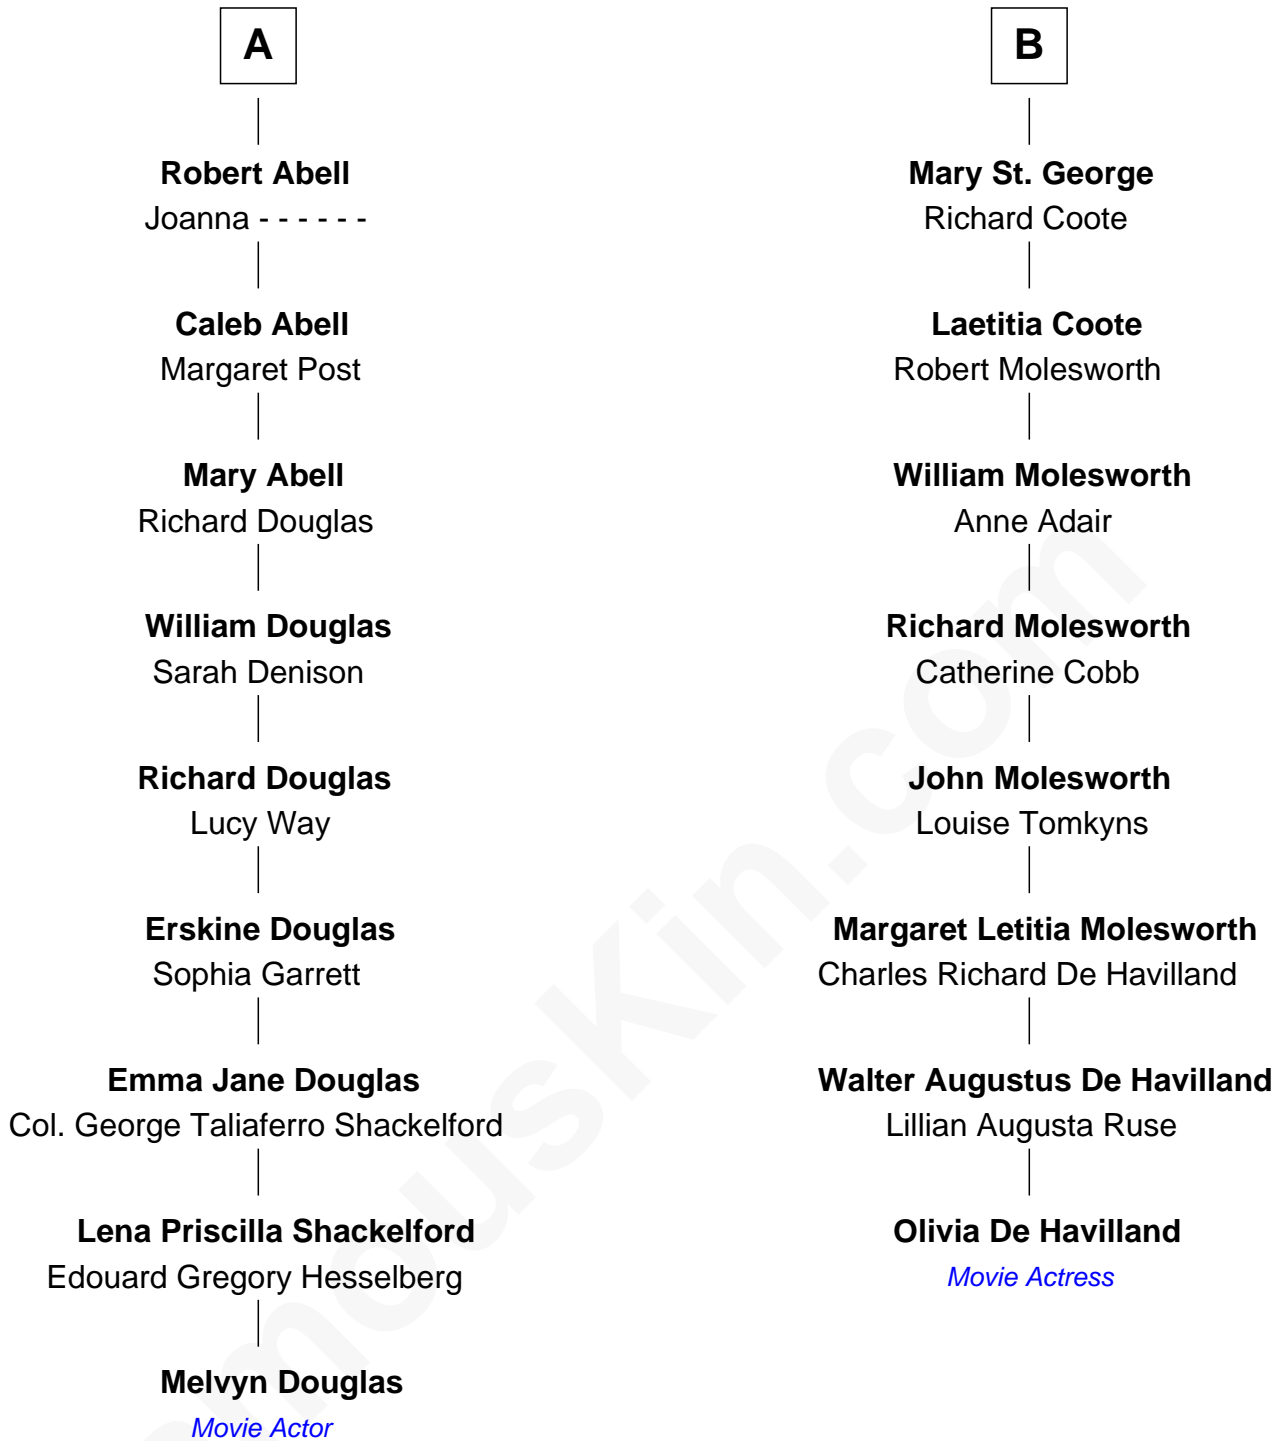 A
Robert Abell
Joanna - - - - - -
Caleb Abell
Margaret Post
Mary Abell
Richard Douglas
William Douglas
Sarah Denison
Richard Douglas
Lucy Way
Erskine Douglas
Sophia Garrett
Emma Jane Douglas
Col. George Taliaferro Shackelford
Lena Priscilla Shackelford
Edouard Gregory Hesselberg
Melvyn Douglas
Movie Actor
B
Mary St. George
Richard Coote
Laetitia Coote
Robert Molesworth
William Molesworth
Anne Adair
Richard Molesworth
Catherine Cobb
John Molesworth
Louise Tomkyns
Margaret Letitia Molesworth
Charles Richard De Havilland
Walter Augustus De Havilland
Lillian Augusta Ruse
Olivia De Havilland
Movie Actress
mousKin.com